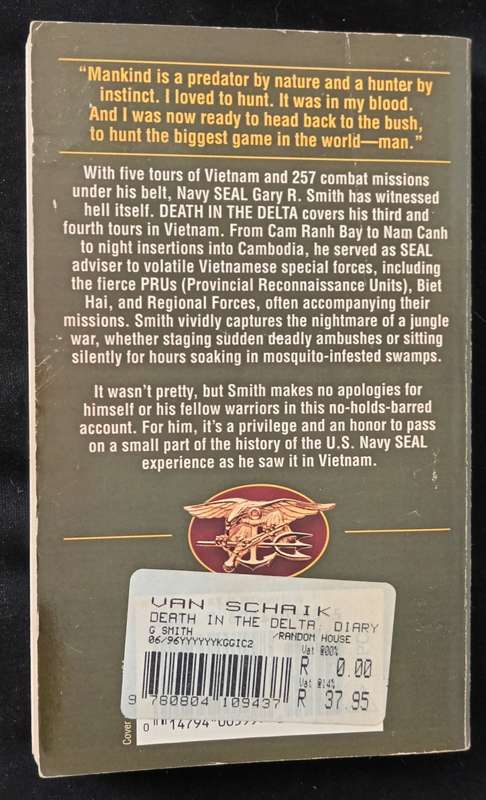 “Mankind is a predator by nature and a hunter by
instinct. I loved to hunt. It was in my blood.
And I was now ready to head back to the bush,
to hunt the biggest game in the world—man.”
With five tours of Vietnam and 257 combat missions
under his belt, Navy SEAL Gary R. Smith has witnessed
hell itself. DEATH IN THE DELTA covers his third and
fourth tours in Vietnam. From Cam Ranh Bay to Nam Canh
to night insertions into Cambodia, he served as SEAL
adviser to volatile Vietnamese special forces, including
the fierce PRUs (Provincial Reconnaissance Units), Biet
Hai, and Regional Forces, often accompanying their
missions. Smith vividly captures the nightmare of a jungle
war, whether staging sudden deadly ambushes or sitting
silently for hours soaking in mosquito-infested swamps.
It wasn't pretty, but Smith makes no apologies for
himself or his fellow warriors in this no-holds-barred
account. For him, it's a privilege and an honor to pass
on a small part of the history of the U.S. Navy SEAL
experience as he saw it in Vietnam.
VAN SCHAIK
DEATH IN THE DELTA: DIARY
G SMITH /RANDOM HOUSE
06/96YYYYYYKGGIC2
Vat @00%
R 0.00
Vat @14%
R 37.95
9 780804 109437
0 14794
Cover